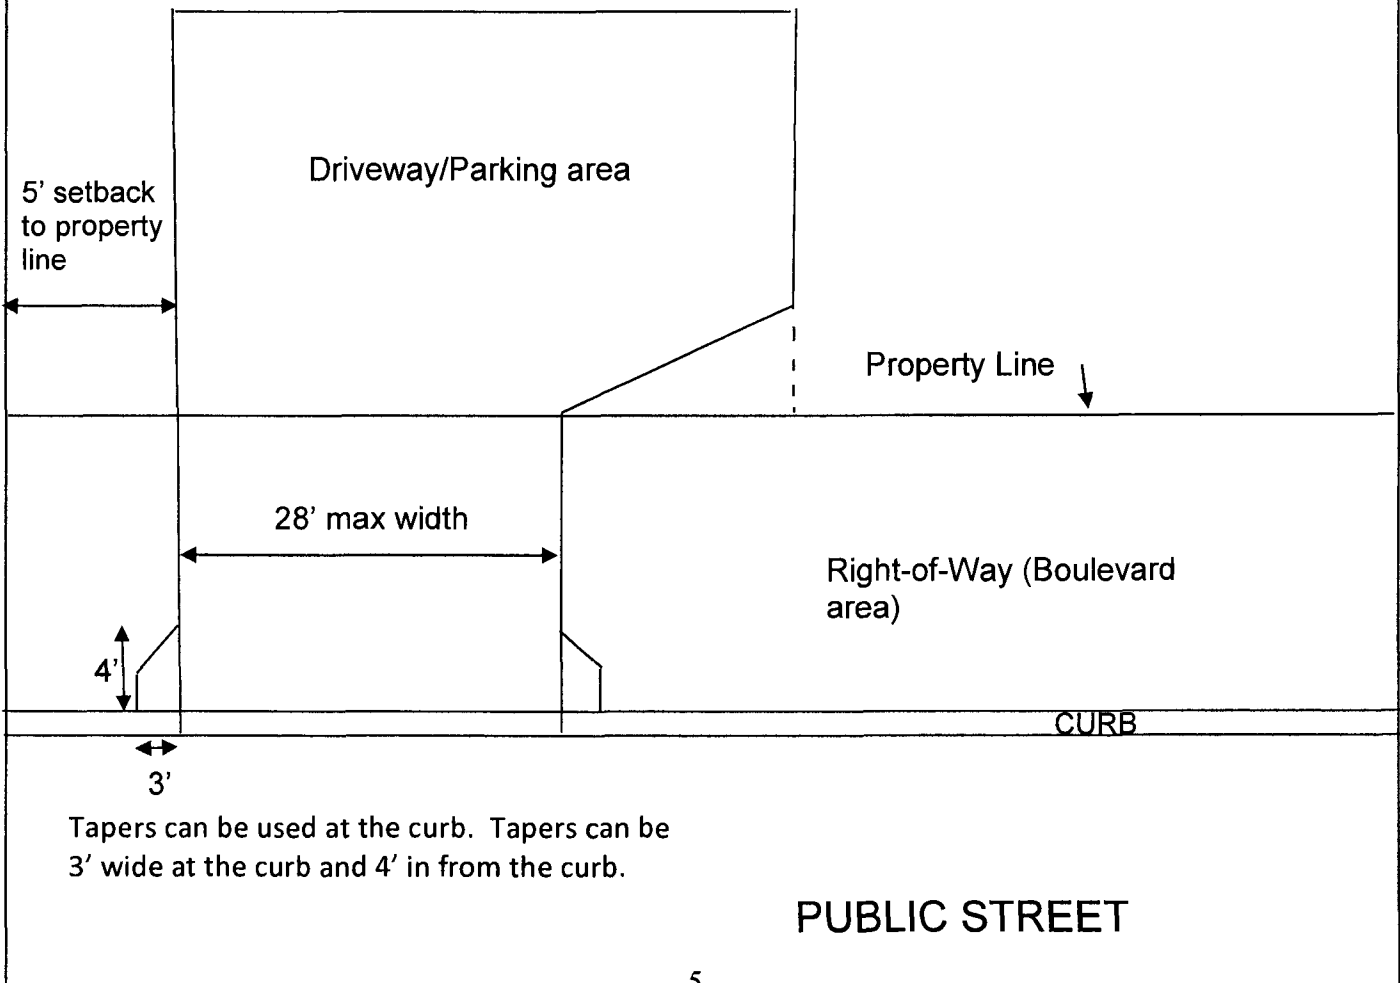 Driveway/Parking area
5' setback
to property
line
Property Line
28' max width
Right-of-Way (Boulevard
area)
4'
CURB
3'
Tapers can be used at the curb.  Tapers can be
3' wide at the curb and 4' in from the curb.
PUBLIC STREET
5